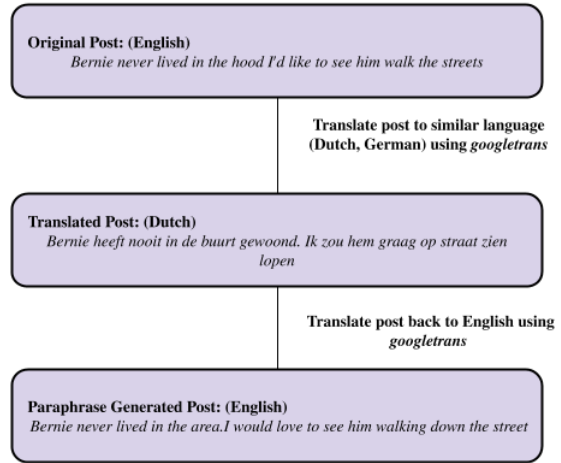 Original Post: (English)
Bernie never lived in the hood I'd like to see him walk the streets
Translate post to similar language
(Dutch, German) using googletrans
Translated Post: (Dutch)
Bernie heeft nooit in de buurt gewoond. Ik zou hem graag op straat zien
lopen
Translate post back to English using
googletrans
Paraphrase Generated Post: (English)
Bernie never lived in the area.I would love to see him walking down the street